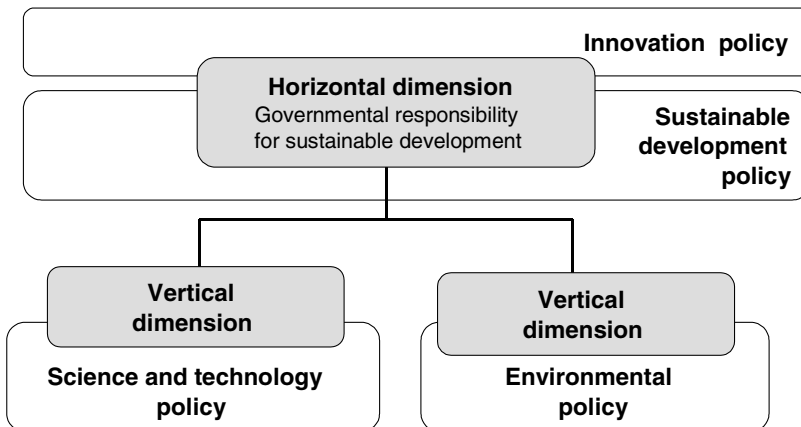 Innovation policy
Horizontal dimension
Governmental responsibility
for sustainable development
Sustainable
development
policy
Vertical
dimension
Science and technology
policy
Vertical
dimension
Environmental
policy